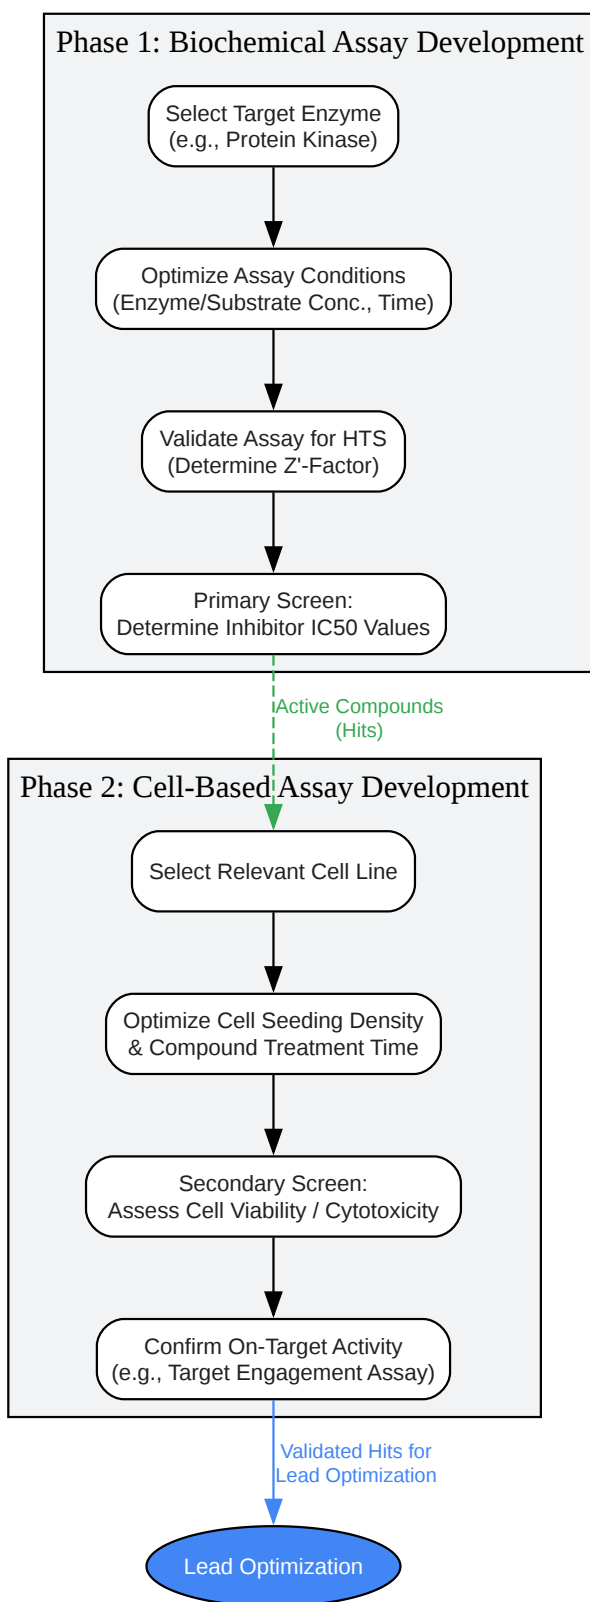 Phase 1: Biochemical Assay Development
Select Target Enzyme
(e.g., Protein Kinase)
Optimize Assay Conditions
(Enzyme/Substrate Conc., Time)
Validate Assay for HTS
(Determine Z'-Factor)
Primary Screen:
Determine Inhibitor IC50 Values
Active Compounds
(Hits)
Phase 2: Cell-Based Assay Development
Select Relevant Cell Line
Optimize Cell Seeding Density
& Compound Treatment Time
Secondary Screen:
Assess Cell Viability / Cytotoxicity
Confirm On-Target Activity
(e.g., Target Engagement Assay)
Validated Hits for
Lead Optimization
Lead Optimization